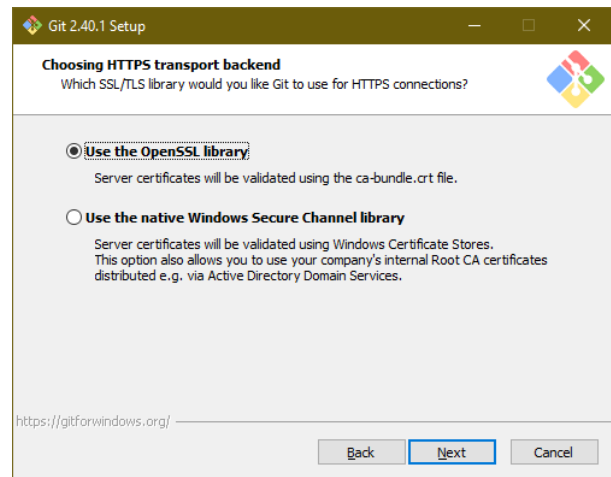 Git 2.40.1 Setup
Choosing HTTPS transport backend
Which SSL/TLS library would you like Git to use for HTTPS connections?
Use the OpenSSL library
Server certificates will be validated using the ca-bundle.crt file.
Use the native Windows Secure Channel library
Server certificates will be validated using Windows Certificate Stores.
This option also allows you to use your company's internal Root CA certificates
distributed e.g. via Active Directory Domain Services.
https://gitforwindows.org/
Back Next Cancel